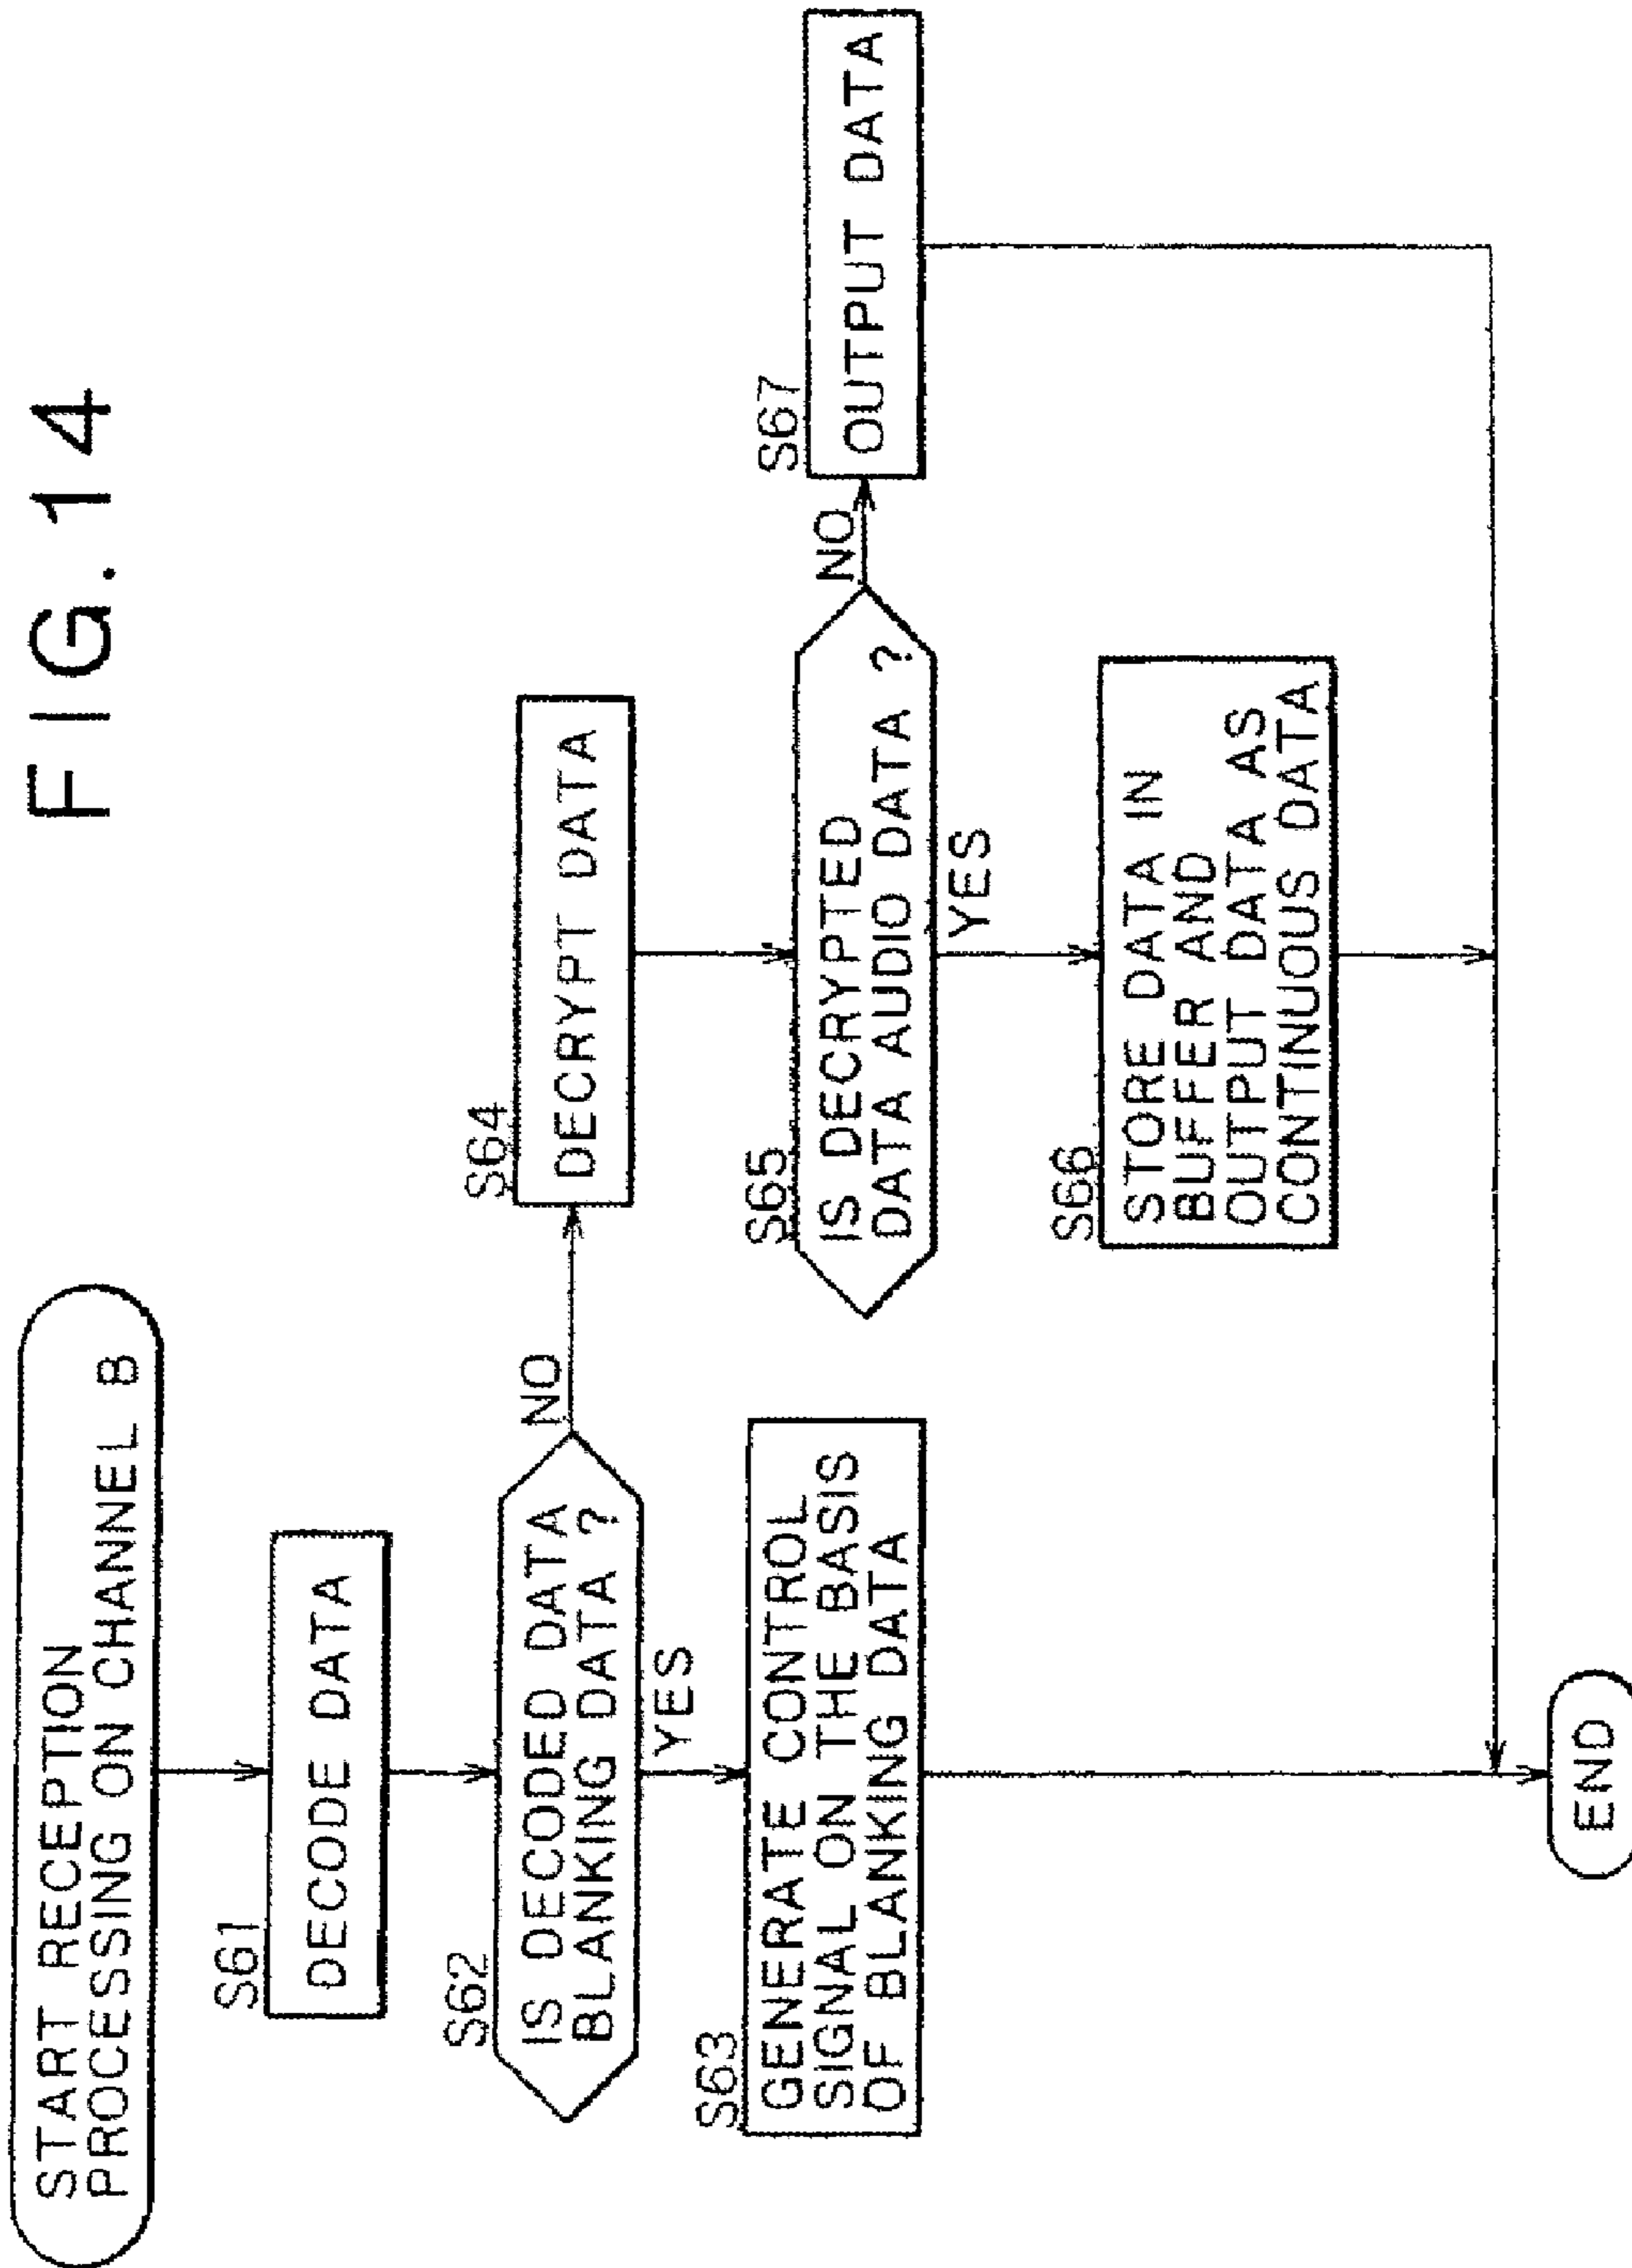 FIG. 14
START RECEPTION
PROCESSING ON CHANNEL B
S61
DECODE DATA
S62
IS DECODED DATA
BLANKING DATA ?
NO
YES
S63
GENERATE CONTROL
SIGNAL ON THE BASIS
OF BLANKING DATA
S64
DECRYPT DATA
S65
IS DECRYPTED
DATA AUDIO DATA ?
NO
YES
S66
STORE DATA IN
BUFFER AND
OUTPUT DATA AS
CONTINUOUS DATA
S67
OUTPUT DATA
END